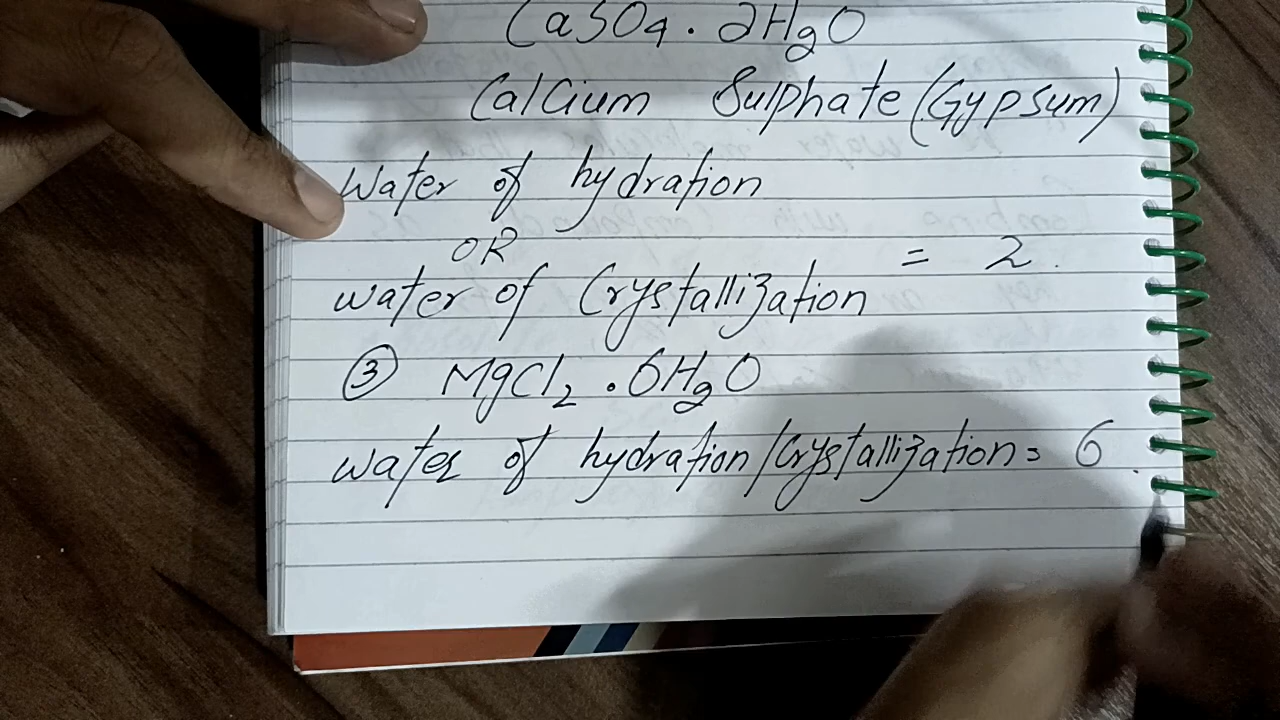 CaSO4 . 2H2O
Calcium Sulphate (Gypsum)
Water of hydration
OR
= 2.
water of Crystallization
③ MgCl2 . 6H2O
water of hydration/Crystallization = 6.